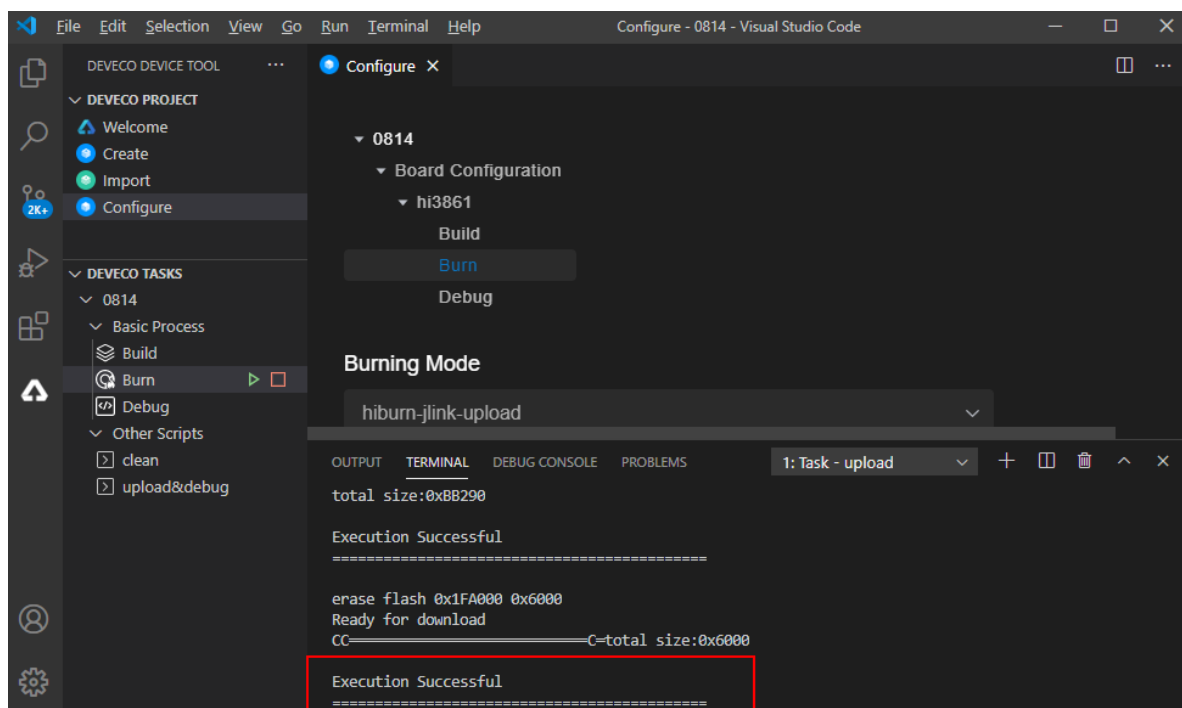 File Edit Selection View Go Run Terminal Help Configure - 0814 - Visual Studio Code
DEVECO DEVICE TOOL ...
DEVECO PROJECT
Welcome
Create
Import
Configure
2K+
DEVECO TASKS
0814
Basic Process
Build
Burn
Debug
Other Scripts
clean
upload&debug
Configure
0814
Board Configuration
hi3861
Build
Burn
Debug
Burning Mode
hiburn-jlink-upload
OUTPUT TERMINAL DEBUG CONSOLE PROBLEMS 1: Task - upload
total size:0xBB290
Execution Successful
============================================
erase flash 0x1FA000 0x6000
Ready for download
CC════════════════════════════C=total size:0x6000
Execution Successful
============================================